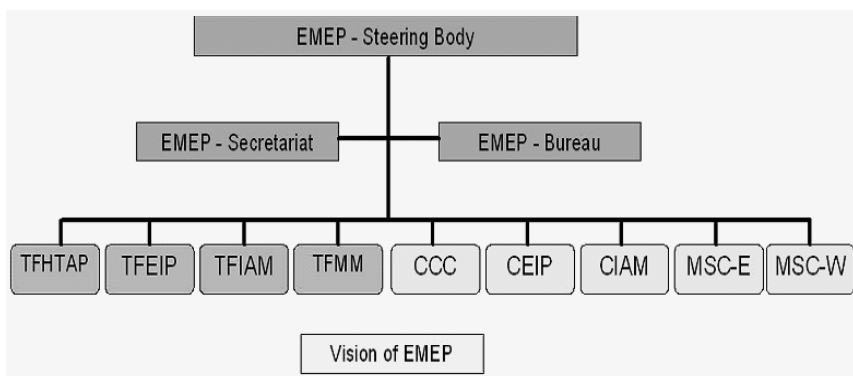 EMEP - Steering Body
EMEP - Secretariat
EMEP - Bureau
TFHTAP
TFEIP
TFIAM
TFMM
CCC
CEIP
CIAM
MSC-E
MSC-W
Vision of EMEP